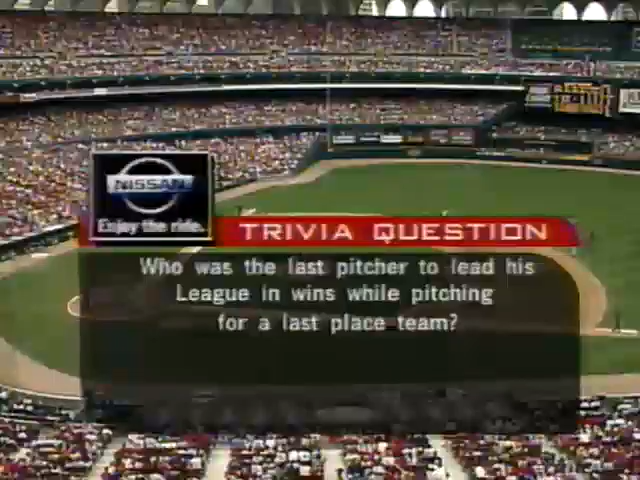 NISSAN
Enjoy the ride.
TRIVIA QUESTION
Who was the last pitcher to lead his
League in wins while pitching
for a last place team?